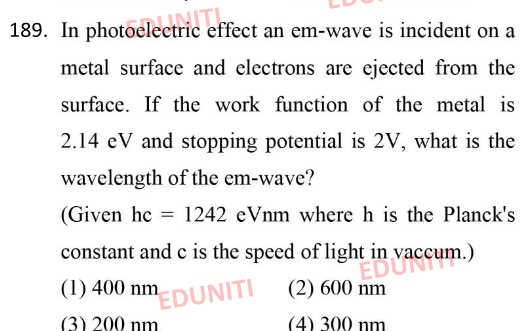 EDUNITI
189. In photoelectric effect an em-wave is incident on a
metal surface and electrons are ejected from the
surface. If the work function of the metal is
2.14 eV and stopping potential is 2V, what is the
wavelength of the em-wave?
(Given hc = 1242 eVnm where h is the Planck's
constant and c is the speed of light in vaccum.)
EDUNITI
(1) 400 nm (2) 600 nm
EDUNITI
(3) 200 nm (4) 300 nm